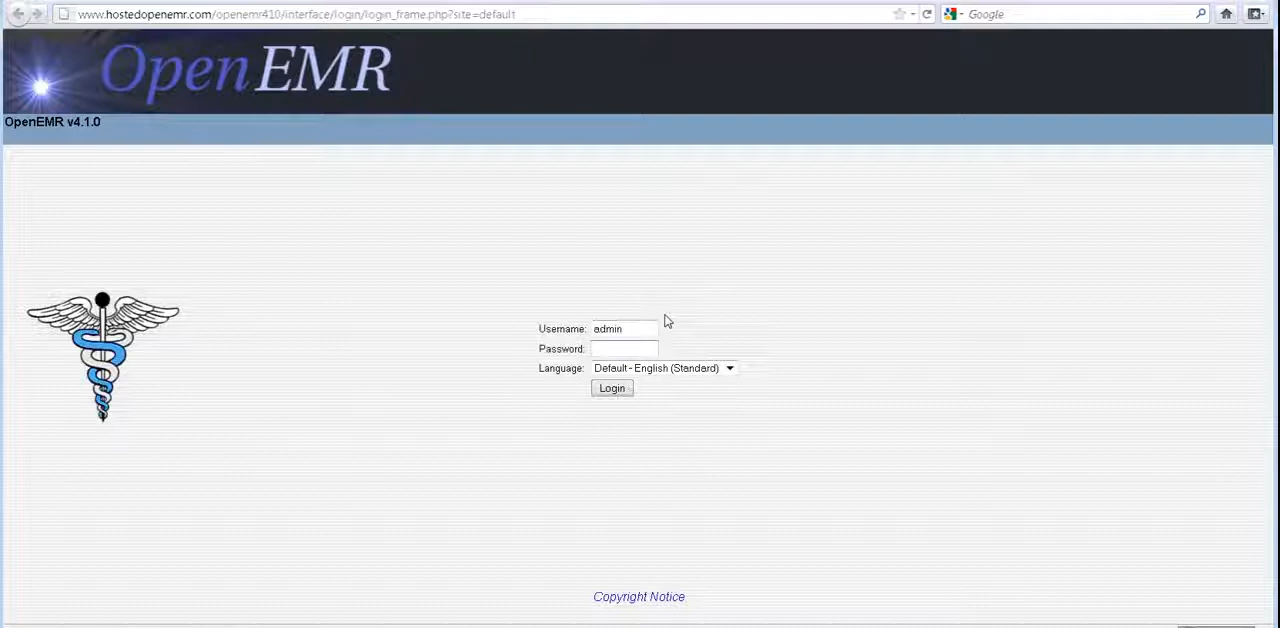 www.hostedopenemr.com/openemr410/interface/login/login_frame.php?site=default
Google
OpenEMR
OpenEMR v4.1.0
Username: admin
Password:
Language: Default - English (Standard)
Login
Copyright Notice